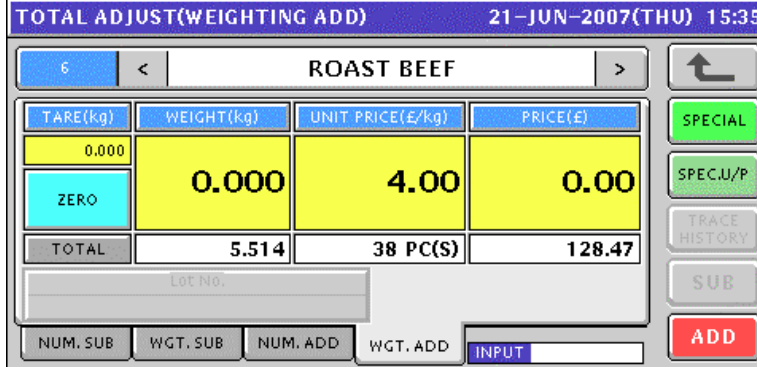 TOTAL ADJUST(WEIGHTING ADD) 21-JUN-2007(THU) 15:35
6 < ROAST BEEF >
TARE(kg) WEIGHT(kg) UNIT PRICE(£/kg) PRICE(£) SPECIAL
0.000
0.000 4.00 0.00 SPEC.U/P
ZERO
TRACE
HISTORY
TOTAL 5.514 38 PC(S) 128.47
Lot No. SUB
NUM. SUB WGT. SUB NUM. ADD WGT. ADD INPUT ADD